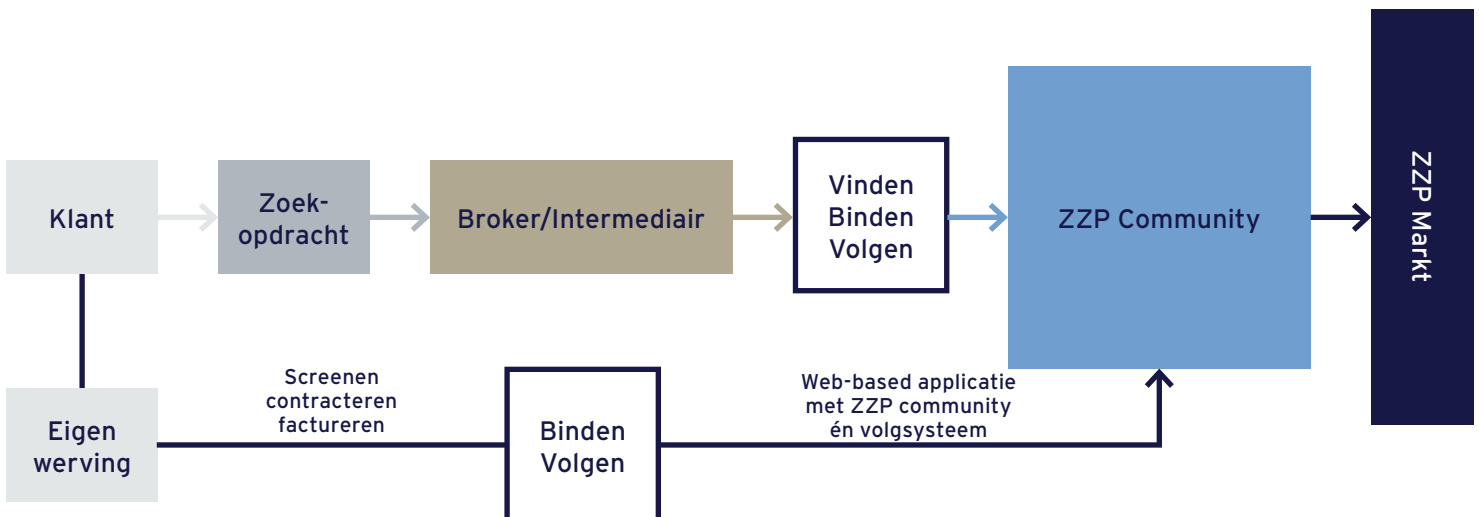 Klant
Zoek-
opdracht
Broker/Intermediair
Vinden
Binden
Volgen
ZZP Community
ZZP Markt
Eigen
werving
Screenen
contracteren
factureren
Binden
Volgen
Web-based applicatie
met ZZP community
én volgsysteem